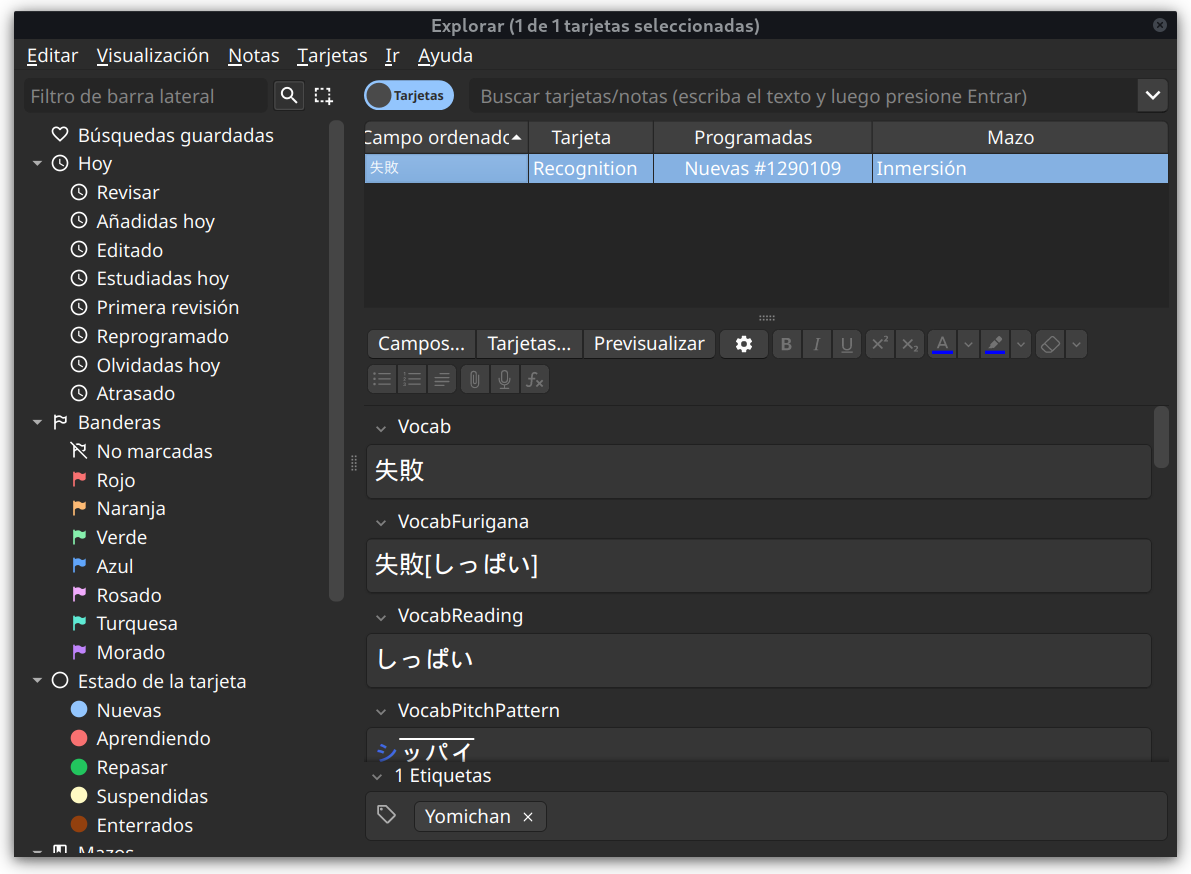 Explorar (1 de 1 tarjetas seleccionadas)
Editar Visualización Notas Tarjetas Ir Ayuda
Filtro de barra lateral
Tarjetas
Buscar tarjetas/notas (escriba el texto y luego presione Entrar)
Búsquedas guardadas
Hoy
Revisar
Añadidas hoy
Editado
Estudiadas hoy
Primera revisión
Reprogramado
Olvidadas hoy
Atrasado
Banderas
No marcadas
Rojo
Naranja
Verde
Azul
Rosado
Turquesa
Morado
Estado de la tarjeta
Nuevas
Aprendiendo
Repasar
Suspendidas
Enterrados
Mazos
Campo ordenado Tarjeta Programadas Mazo
失敗 Recognition Nuevas #1290109 Inmersión
Campos... Tarjetas... Previsualizar B I U x² x₂ A
fx
Vocab
失敗
VocabFurigana
失敗[しっぱい]
VocabReading
しっぱい
VocabPitchPattern
シッパイ
1 Etiquetas
Yomichan ×